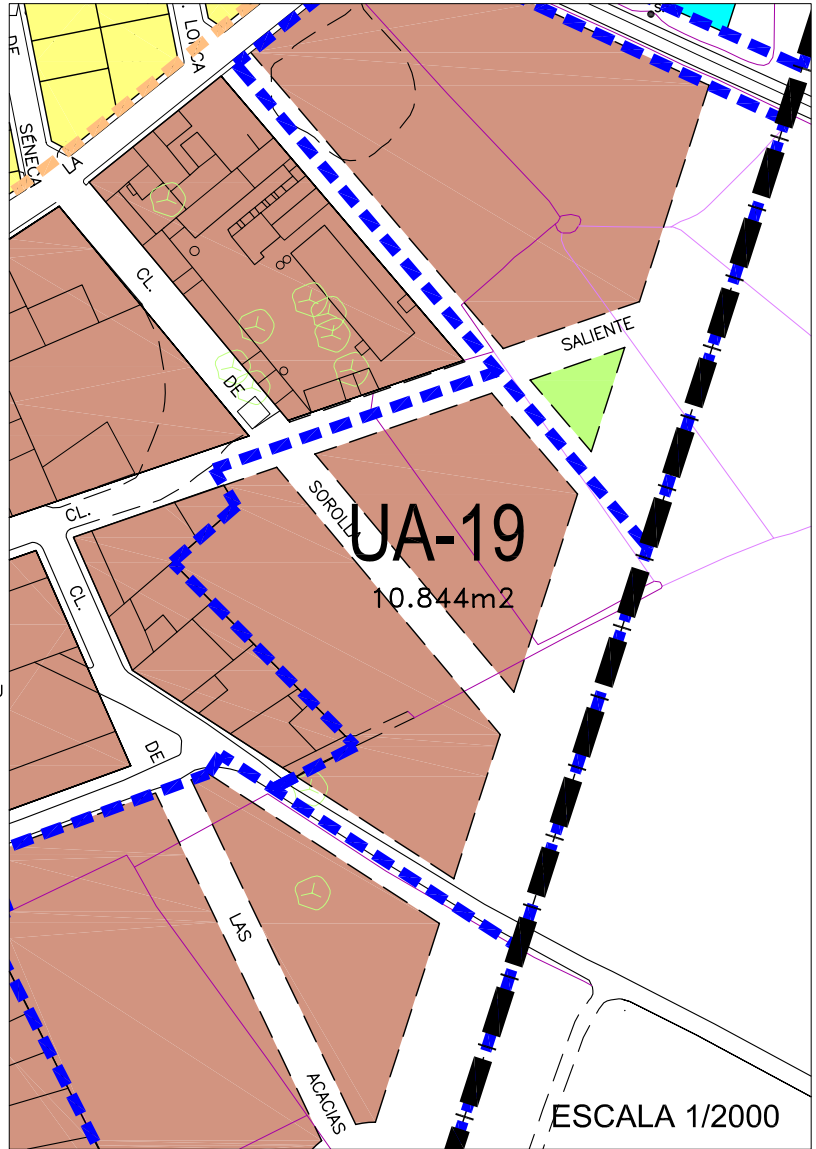 DE
SÉNECA
LORCA
LA
CL.
DE
SALIENTE
SOROLLA
UA-19
10.844m2
CL.
CL.
DE
LAS
ACACIAS
ESCALA 1/2000